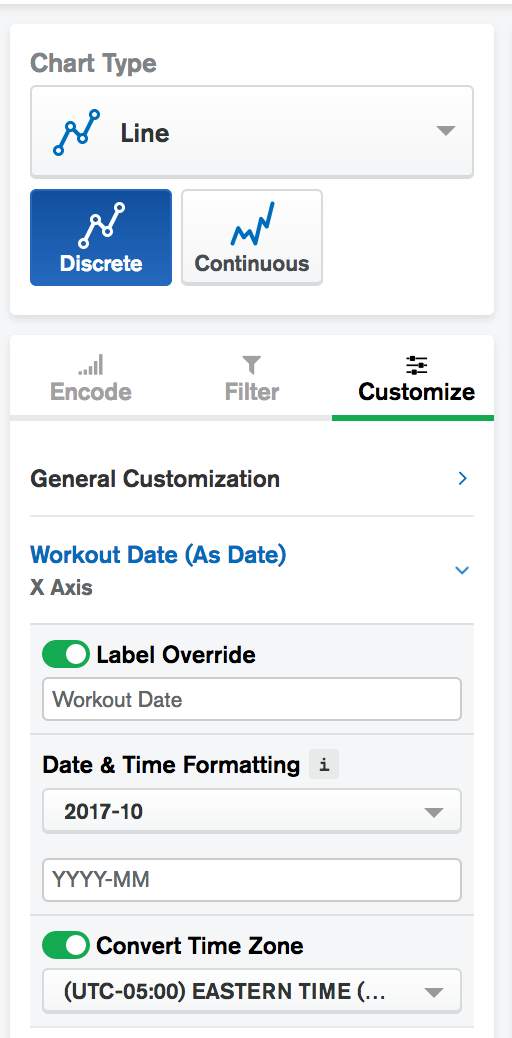 Chart Type
Line
Discrete
Continuous
Encode
Filter
Customize
General Customization
Workout Date (As Date)
X Axis
Label Override
Workout Date
Date & Time Formatting i
2017-10
YYYY-MM
Convert Time Zone
(UTC-05:00) EASTERN TIME (...